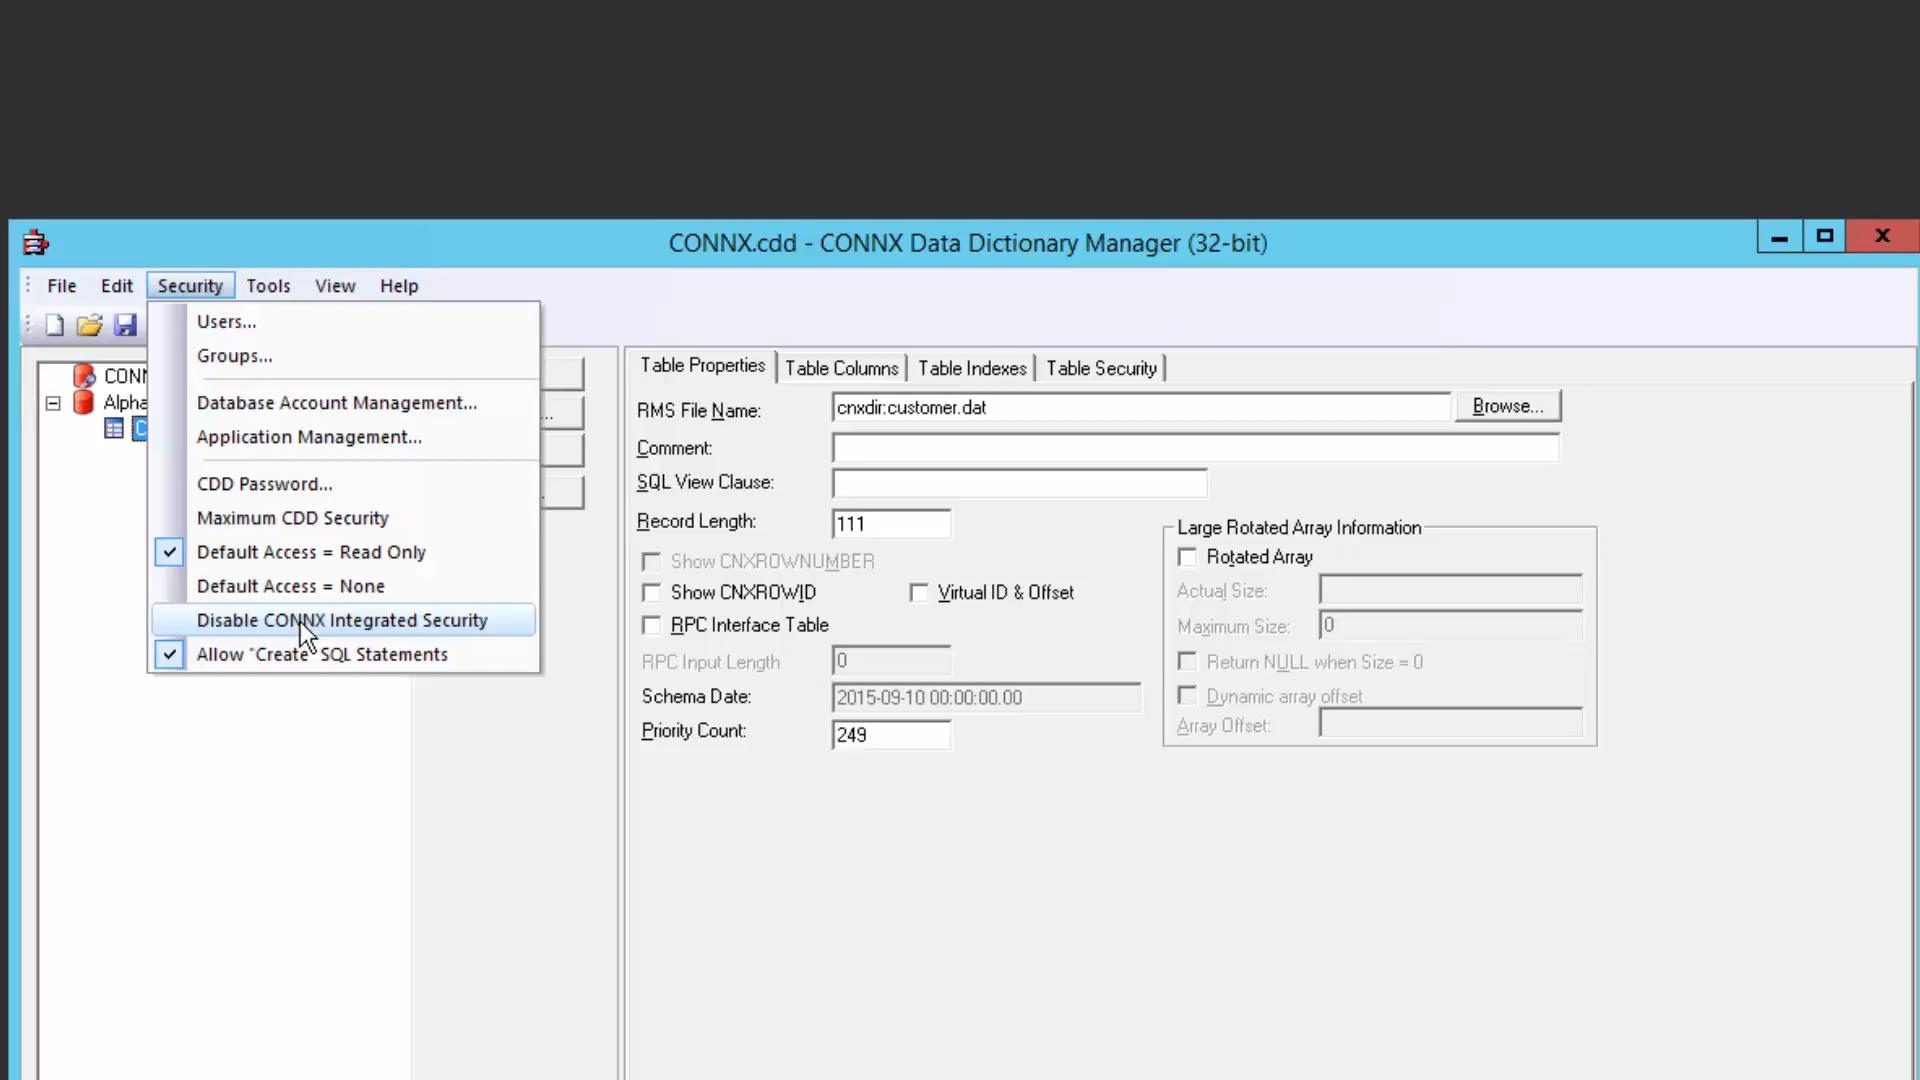 CONNX.cdd - CONNX Data Dictionary Manager (32-bit)
File Edit Security Tools View Help
Users...
Groups...
Database Account Management...
Application Management...
CDD Password...
Maximum CDD Security
Default Access = Read Only
Default Access = None
Disable CONNX Integrated Security
Allow "Create" SQL Statements
Table Properties Table Columns Table Indexes Table Security
RMS File Name: cnxdir:customer.dat Browse...
Comment:
SQL View Clause:
Record Length: 111
Show CNXROWNUMBER
Show CNXROWID Virtual ID & Offset
RPC Interface Table
RPC Input Length 0
Schema Date: 2015-09-10 00:00:00.00
Priority Count: 249
Large Rotated Array Information
Rotated Array
Actual Size:
Maximum Size: 0
Return NULL when Size = 0
Dynamic array offset
Array Offset: